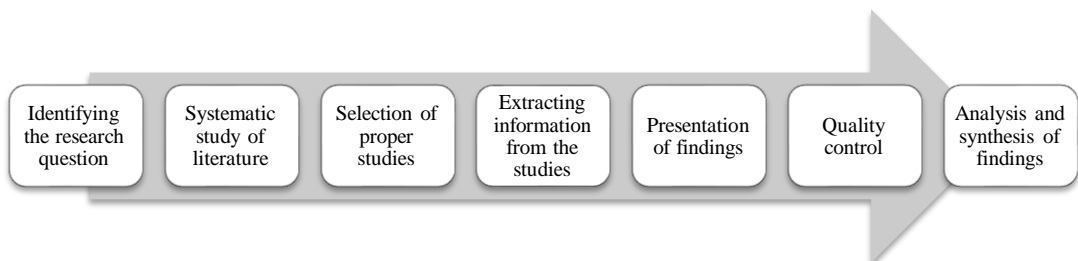 Identifying
the research
question
Systematic
study of
literature
Selection of
proper
studies
Extracting
information
from the
studies
Presentation
of findings
Quality
control
Analysis and
synthesis of
findings